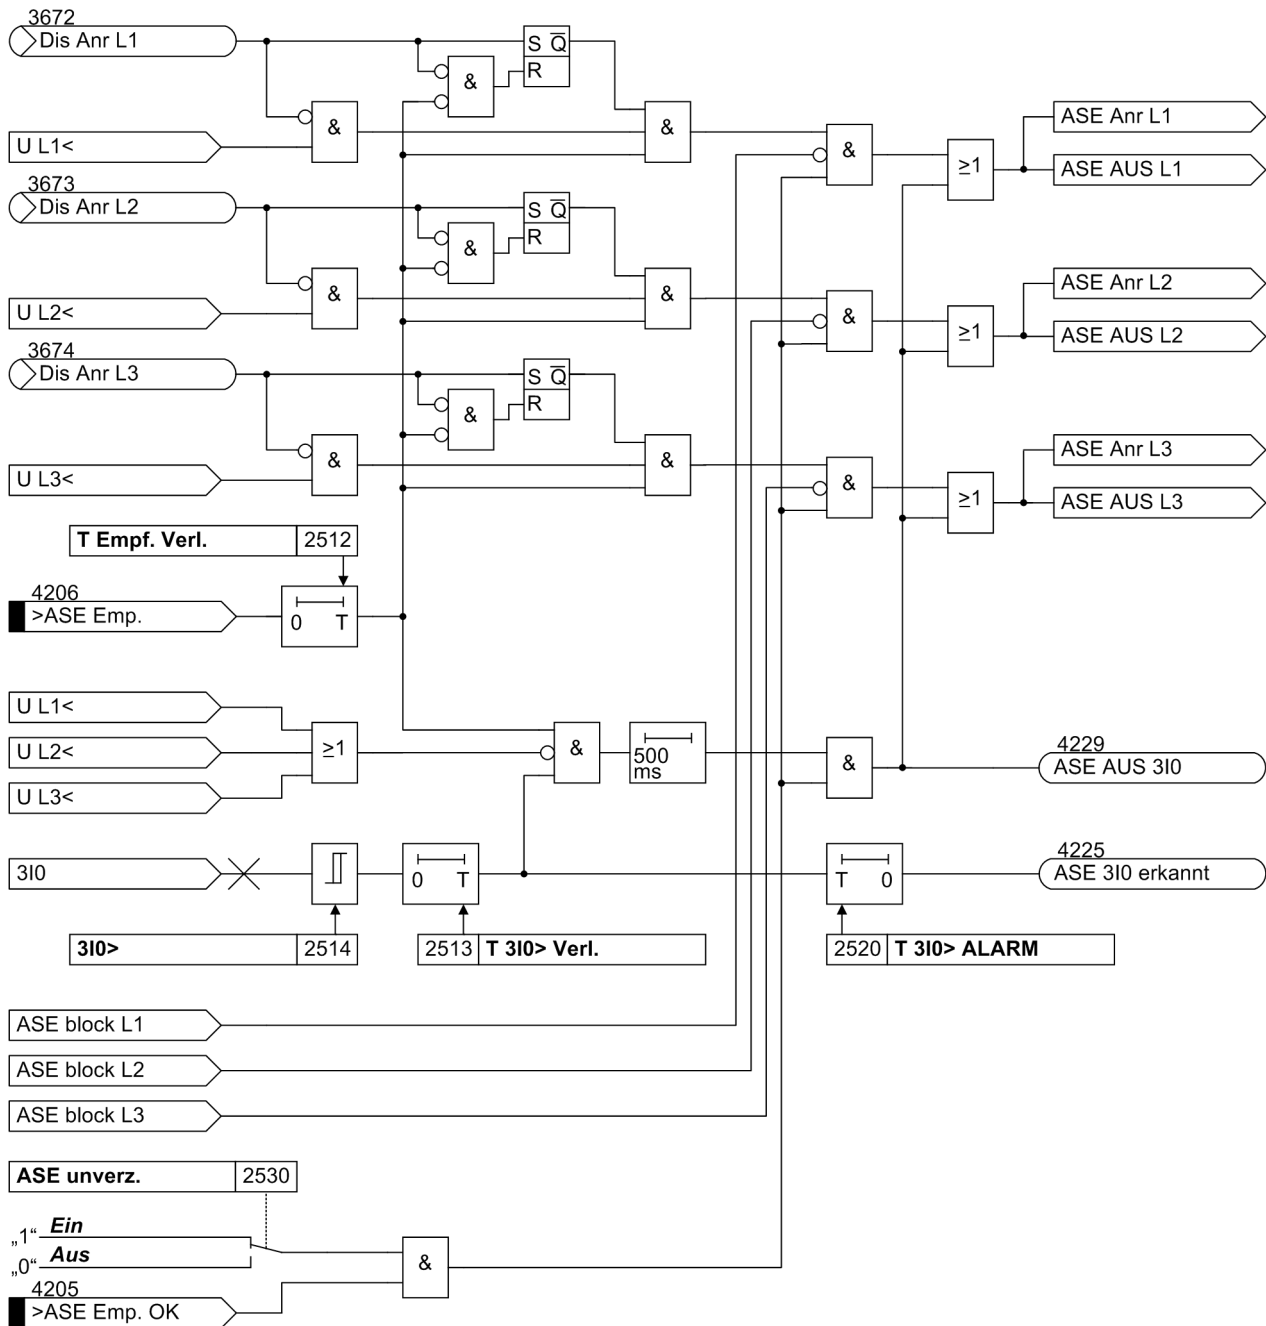 3672
Dis Anr L1
S Q̅
R
&
&
&
U L1<
&
≥1
ASE Anr L1
ASE AUS L1
3673
Dis Anr L2
S Q̅
R
&
&
&
U L2<
&
≥1
ASE Anr L2
ASE AUS L2
3674
Dis Anr L3
S Q̅
R
&
&
&
U L3<
&
≥1
ASE Anr L3
ASE AUS L3
T Empf. Verl. 2512
4206
>ASE Emp.
0 T
U L1<
U L2<
U L3<
≥1
&
500
ms
&
4229
ASE AUS 3I0
3I0
0 T
T 0
4225
ASE 3I0 erkannt
3I0> 2514
2513 T 3I0> Verl.
2520 T 3I0> ALARM
ASE block L1
ASE block L2
ASE block L3
ASE unverz. 2530
„1“ Ein
„0“ Aus
&
4205
>ASE Emp. OK